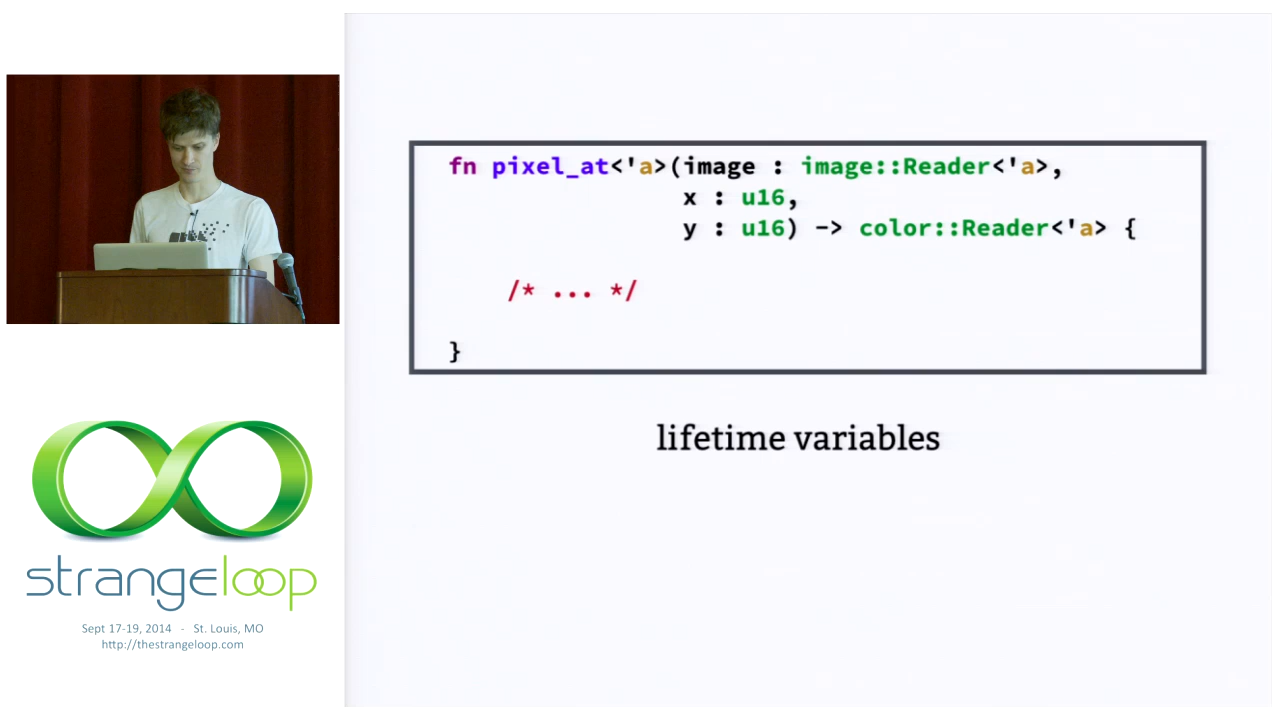 fn pixel_at<'a>(image : image::Reader<'a>,
x : u16,
y : u16) -> color::Reader<'a> {
/* ... */
}
lifetime variables
strangeloop
Sept 17-19, 2014 - St. Louis, MO
http://thestrangeloop.com